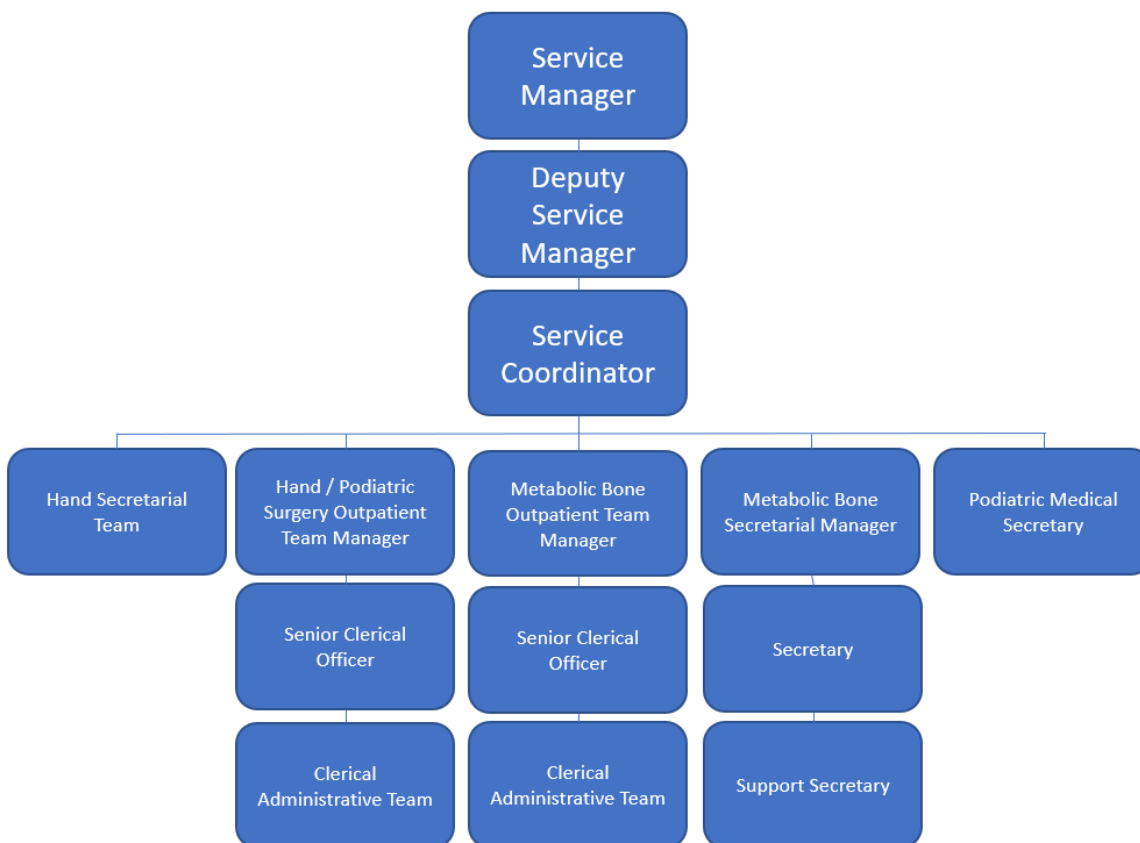 Service
Manager
Deputy
Service
Manager
Service
Coordinator
Hand Secretarial
Team
Hand / Podiatric
Surgery Outpatient
Team Manager
Metabolic Bone
Outpatient Team
Manager
Metabolic Bone
Secretarial Manager
Podiatric Medical
Secretary
Senior Clerical
Officer
Senior Clerical
Officer
Secretary
Clerical
Administrative Team
Clerical
Administrative Team
Support Secretary